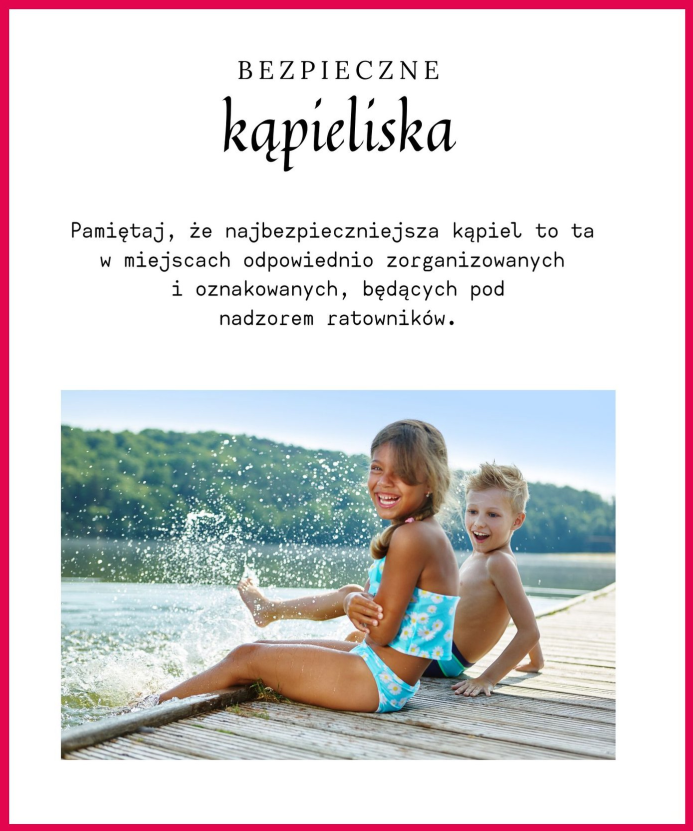 BEZPIECZNE
kąpieliska
Pamiętaj, że najbezpieczniejsza kąpiel to ta
w miejscach odpowiednio zorganizowanych
i oznakowanych, będących pod
nadzorem ratowników.